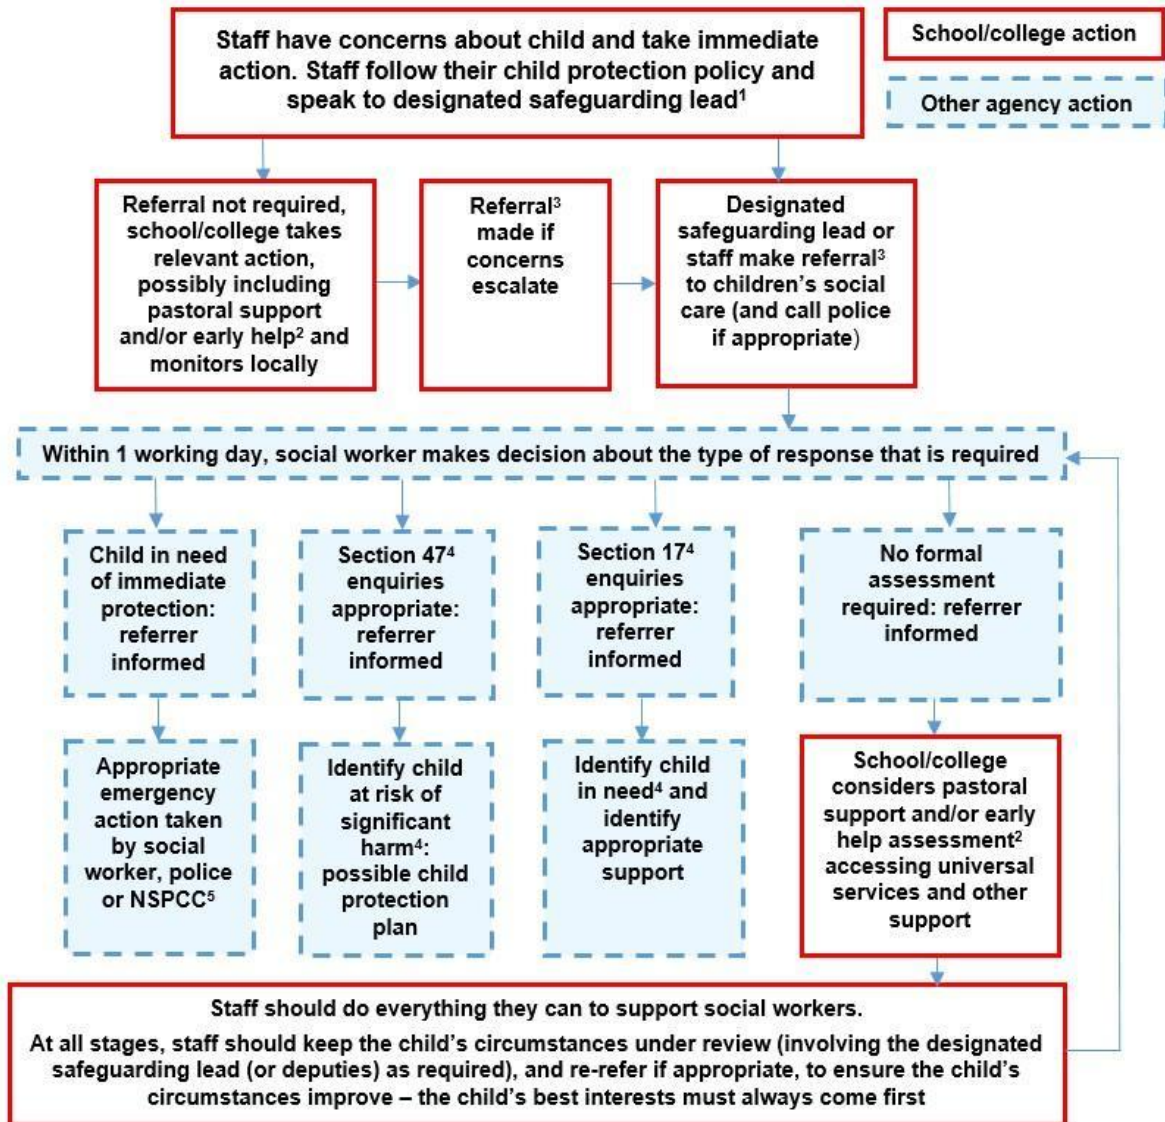 Staff have concerns about child and take immediate
action. Staff follow their child protection policy and
speak to designated safeguarding lead¹
School/college action
Other agency action
Referral not required,
school/college takes
relevant action,
possibly including
pastoral support
and/or early help² and
monitors locally
Referral³
made if
concerns
escalate
Designated
safeguarding lead or
staff make referral³
to children’s social
care (and call police
if appropriate)
Within 1 working day, social worker makes decision about the type of response that is required
Child in need
of immediate
protection:
referrer
informed
Section 47⁴
enquiries
appropriate:
referrer
informed
Section 17⁴
enquiries
appropriate:
referrer
informed
No formal
assessment
required: referrer
informed
Appropriate
emergency
action taken
by social
worker, police
or NSPCC⁵
Identify child
at risk of
significant
harm⁴:
possible child
protection
plan
Identify child
in need⁴ and
identify
appropriate
support
School/college
considers pastoral
support and/or early
help assessment²
accessing universal
services and other
support
Staff should do everything they can to support social workers.
At all stages, staff should keep the child’s circumstances under review (involving the designated
safeguarding lead (or deputies) as required), and re-refer if appropriate, to ensure the child’s
circumstances improve – the child’s best interests must always come first